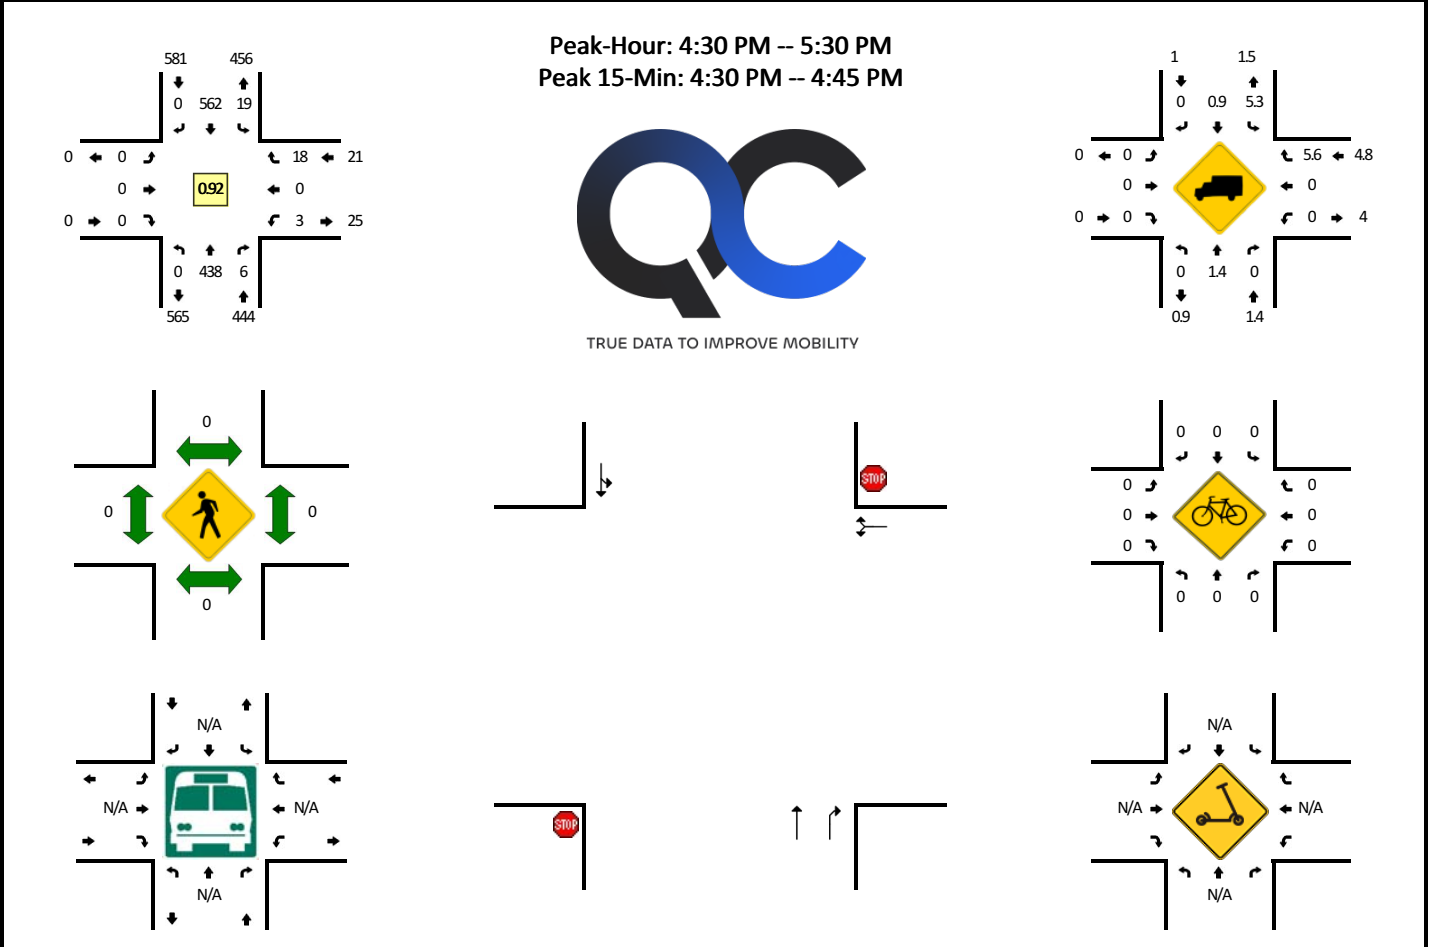 Peak-Hour: 4:30 PM -- 5:30 PM
Peak 15-Min: 4:30 PM -- 4:45 PM
581 456
0 562 19
0 0 18 21
0 0.92 0
0 0 3 25
0 438 6
565 444
TRUE DATA TO IMPROVE MOBILITY
1 1.5
0 0.9 5.3
0 0 5.6 4.8
0 0
0 0 0 4
0 1.4 0
0.9 1.4
0
0 0
0
STOP
STOP
0 0 0
0 0
0 0
0 0
0 0 0
N/A
N/A N/A
N/A
N/A
N/A N/A
N/A